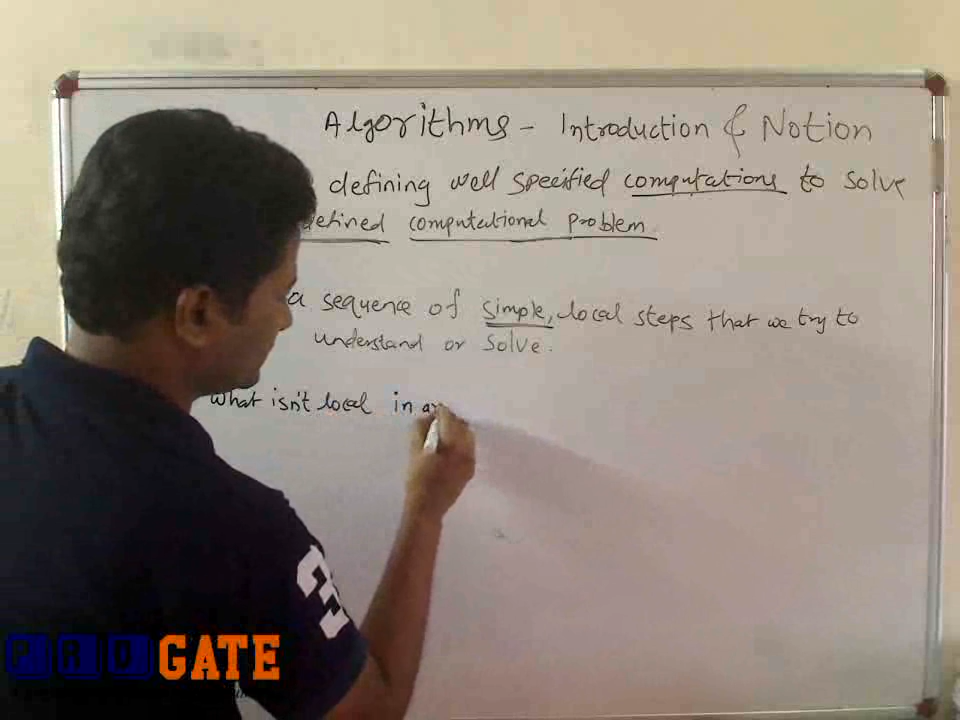 Algorithms - Introduction & Notion
defining well specified computations to solve
defined computational problem.
a sequence of simple, local steps that we try to
understand or solve.
What isn't local in
3
PRO GATE